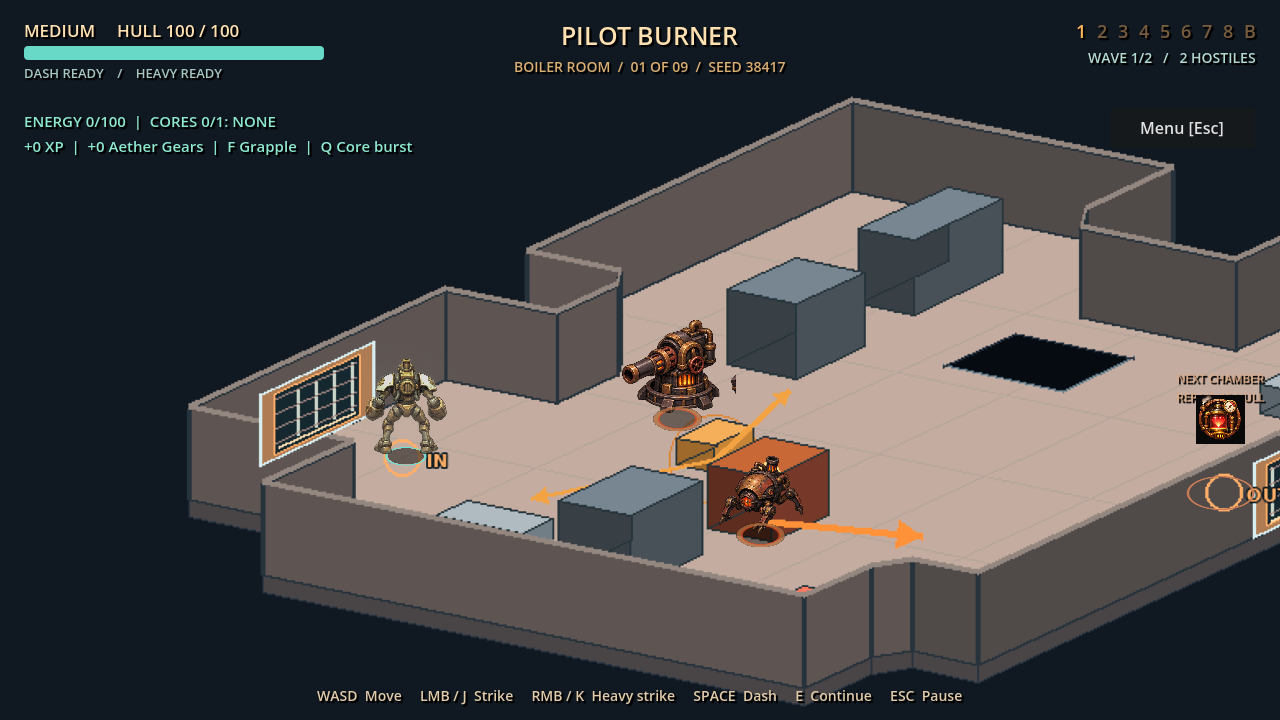 MEDIUM HULL 100 / 100
DASH READY / HEAVY READY
PILOT BURNER
BOILER ROOM / 01 OF 09 / SEED 38417
1 2 3 4 5 6 7 8 B
WAVE 1/2 / 2 HOSTILES
ENERGY 0/100 | CORES 0/1: NONE
+0 XP | +0 Aether Gears | F Grapple | Q Core burst
Menu [Esc]
NEXT CHAMBER
IN
WASD Move LMB / J Strike RMB / K Heavy strike SPACE Dash E Continue ESC Pause